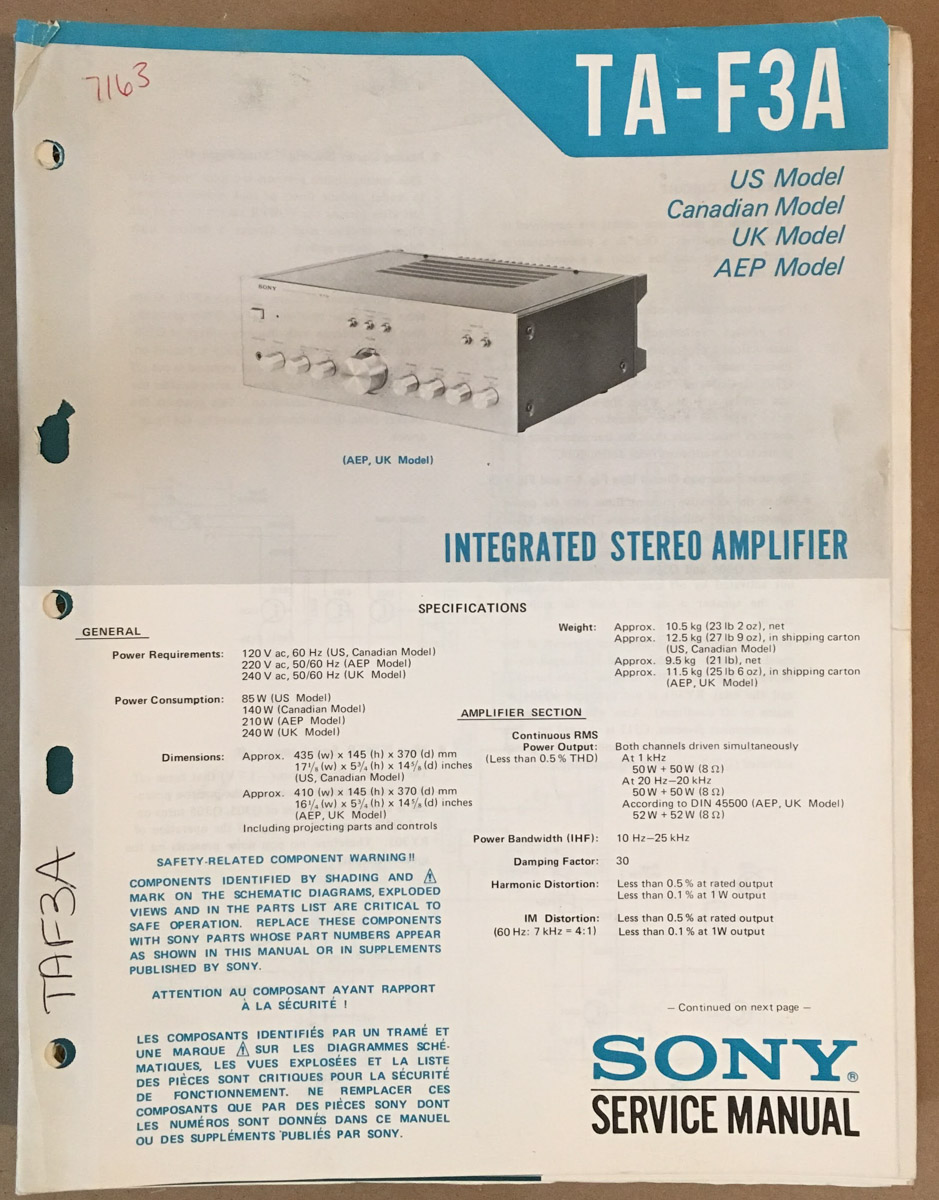 7163
TA-F3A
US Model
Canadian Model
UK Model
AEP Model
SONY
(AEP, UK Model)
INTEGRATED STEREO AMPLIFIER
SPECIFICATIONS
GENERAL
Power Requirements: 120 V ac, 60 Hz (US, Canadian Model)
220 V ac, 50/60 Hz (AEP Model)
240 V ac, 50/60 Hz (UK Model)
Power Consumption: 85 W (US Model)
140 W (Canadian Model)
210 W (AEP Model)
240 W (UK Model)
Dimensions: Approx. 435 (w) x 145 (h) x 370 (d) mm
17 1/8 (w) x 5 3/4 (h) x 14 5/8 (d) inches
(US, Canadian Model)
Approx. 410 (w) x 145 (h) x 370 (d) mm
16 1/4 (w) x 5 3/4 (h) x 14 5/8 (d) inches
(AEP, UK Model)
Including projecting parts and controls
SAFETY-RELATED COMPONENT WARNING!!
COMPONENTS IDENTIFIED BY SHADING AND ⚠
MARK ON THE SCHEMATIC DIAGRAMS, EXPLODED
VIEWS AND IN THE PARTS LIST ARE CRITICAL TO
SAFE OPERATION. REPLACE THESE COMPONENTS
WITH SONY PARTS WHOSE PART NUMBERS APPEAR
AS SHOWN IN THIS MANUAL OR IN SUPPLEMENTS
PUBLISHED BY SONY.
ATTENTION AU COMPOSANT AYANT RAPPORT
À LA SÉCURITÉ !
LES COMPOSANTS IDENTIFIÉS PAR UN TRAMÉ ET
UNE MARQUE ⚠ SUR LES DIAGRAMMES SCHÉ-
MATIQUES, LES VUES EXPLOSÉES ET LA LISTE
DES PIÈCES SONT CRITIQUES POUR LA SÉCURITÉ
DE FONCTIONNEMENT. NE REMPLACER CES
COMPOSANTS QUE PAR DES PIÉCES SONY DONT
LES NUMÉROS SONT DONNÉS DANS CE MANUEL
OU DES SUPPLÉMENTS PUBLIÉS PAR SONY.
Weight: Approx. 10.5 kg (23 lb 2 oz), net
Approx. 12.5 kg (27 lb 9 oz), in shipping carton
(US, Canadian Model)
Approx. 9.5 kg (21 lb), net
Approx. 11.5 kg (25 lb 6 oz), in shipping carton
(AEP, UK Model)
AMPLIFIER SECTION
Continuous RMS
Power Output: Both channels driven simultaneously
(Less than 0.5 % THD) At 1 kHz
50 W + 50 W (8 Ω)
At 20 Hz–20 kHz
50 W + 50 W (8 Ω)
According to DIN 45500 (AEP, UK Model)
52 W + 52 W (8 Ω)
Power Bandwidth (IHF): 10 Hz–25 kHz
Damping Factor: 30
Harmonic Distortion: Less than 0.5 % at rated output
Less than 0.1 % at 1 W output
IM Distortion: Less than 0.5 % at rated output
(60 Hz: 7 kHz = 4:1) Less than 0.1 % at 1W output
– Continued on next page –
SONY®
SERVICE MANUAL
TAF3A